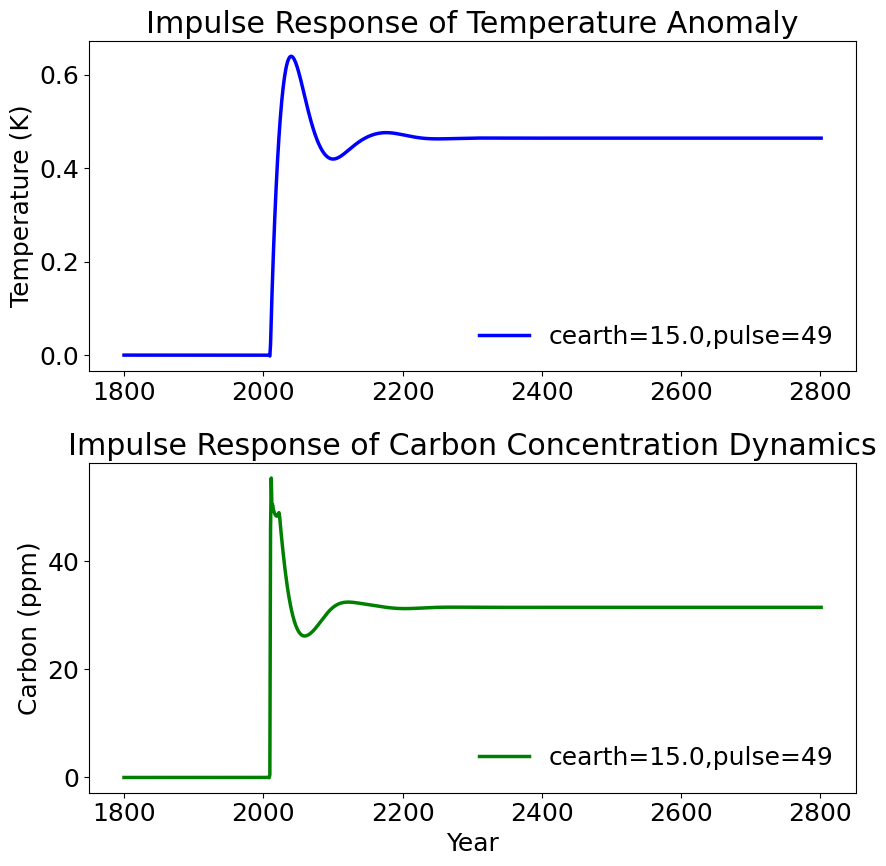 Impulse Response of Temperature Anomaly
Temperature (K)
0.6
0.4
0.2
0.0
cearth=15.0,pulse=49
1800 2000 2200 2400 2600 2800
Impulse Response of Carbon Concentration Dynamics
Carbon (ppm)
40
20
0
cearth=15.0,pulse=49
1800 2000 2200 2400 2600 2800
Year